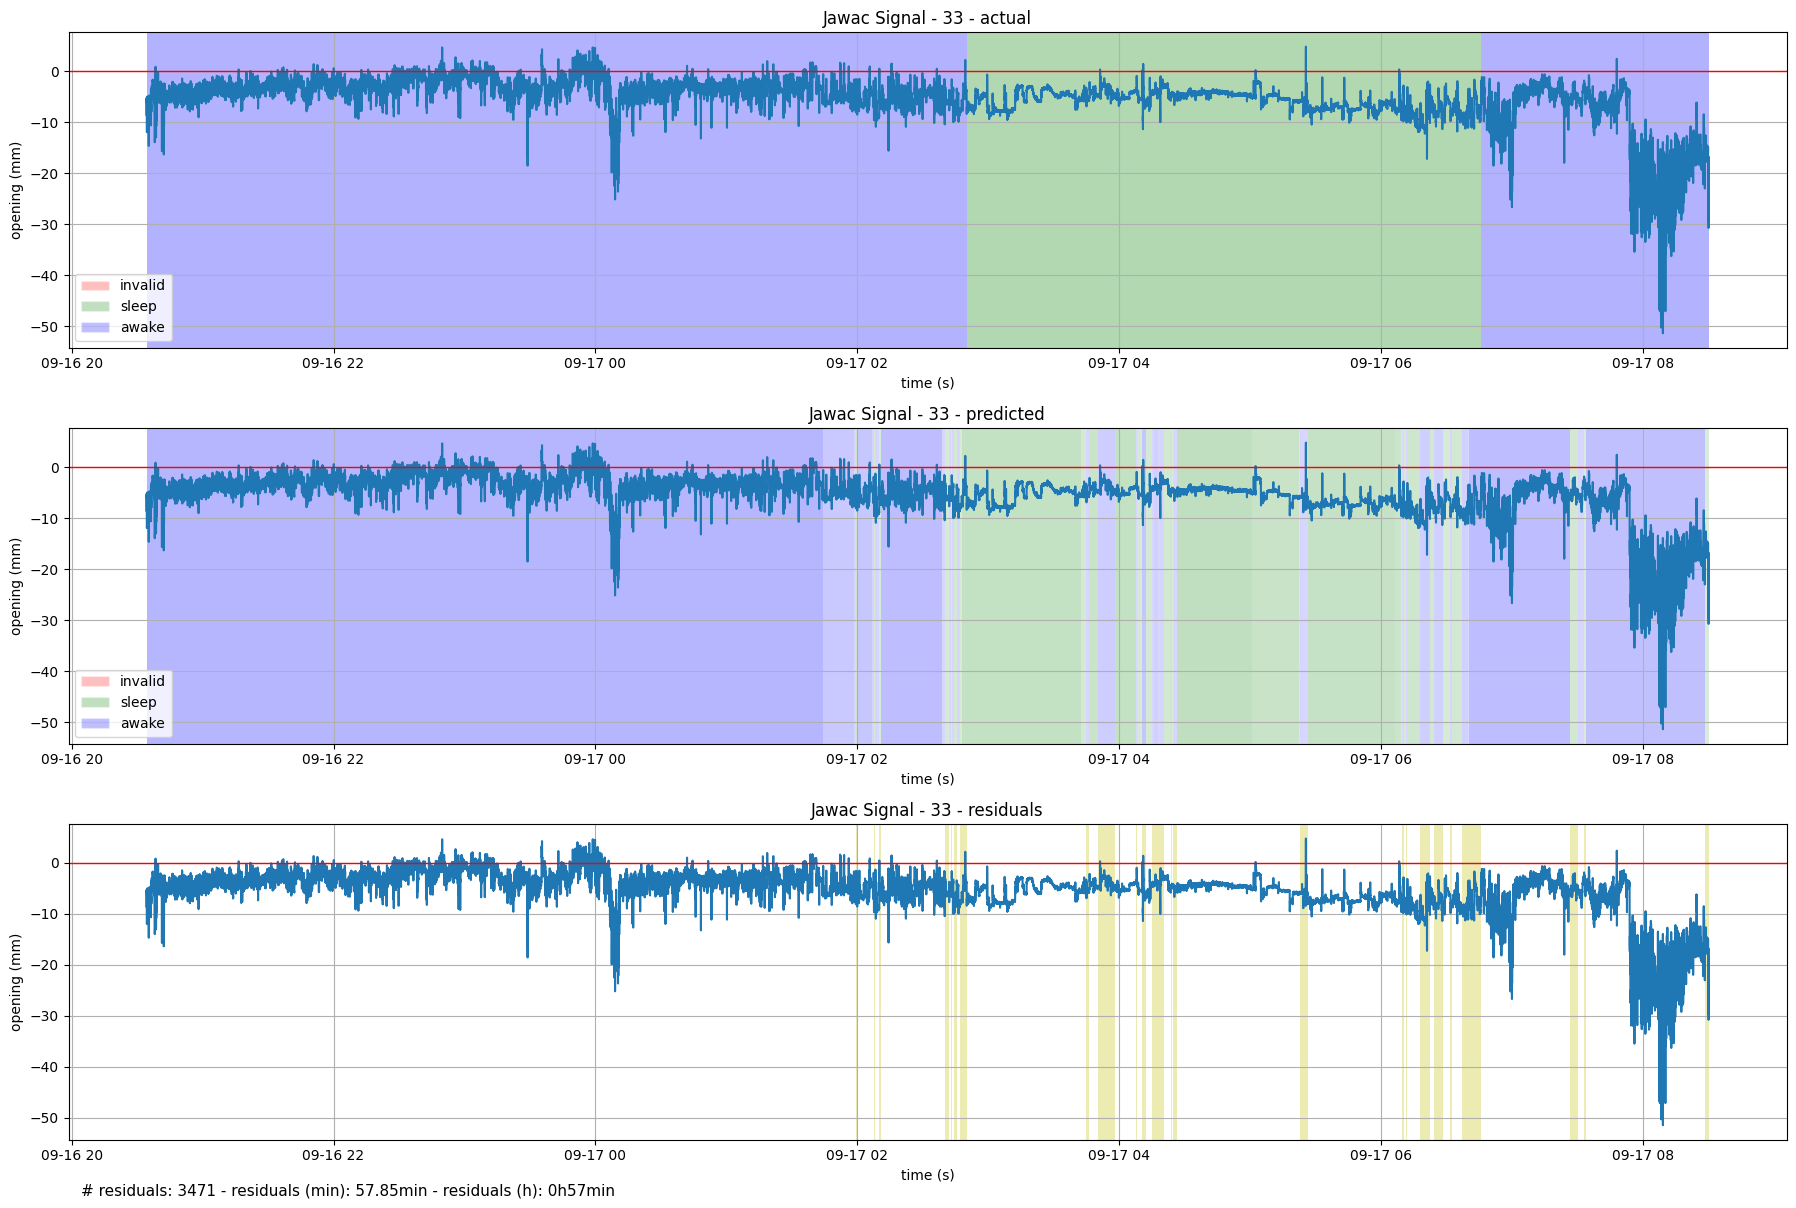 Jawac Signal - 33 - actual
0
−10
−20
−30
−40
−50
opening (mm)
invalid
sleep
awake
09-16 20
09-16 22
09-17 00
09-17 02
09-17 04
09-17 06
09-17 08
time (s)
Jawac Signal - 33 - predicted
0
−10
−20
−30
−40
−50
opening (mm)
invalid
sleep
awake
09-16 20
09-16 22
09-17 00
09-17 02
09-17 04
09-17 06
09-17 08
time (s)
Jawac Signal - 33 - residuals
0
−10
−20
−30
−40
−50
opening (mm)
09-16 20
09-16 22
09-17 00
09-17 02
09-17 04
09-17 06
09-17 08
time (s)
# residuals: 3471 - residuals (min): 57.85min - residuals (h): 0h57min